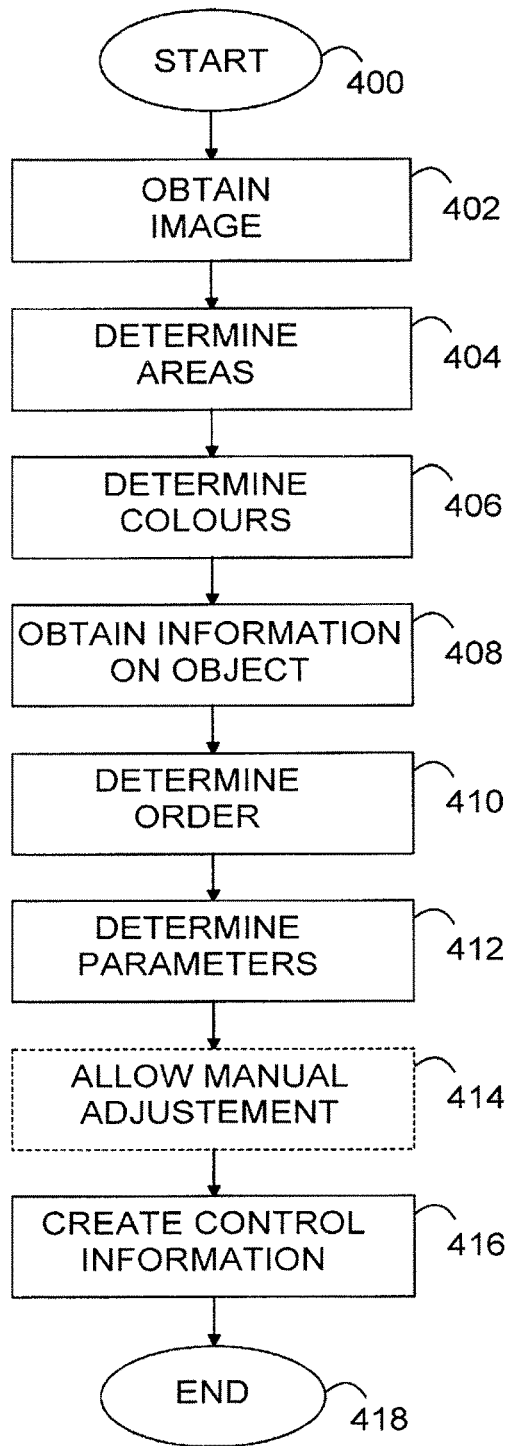 START
400
OBTAIN
IMAGE
402
DETERMINE
AREAS
404
DETERMINE
COLOURS
406
OBTAIN INFORMATION
ON OBJECT
408
DETERMINE
ORDER
410
DETERMINE
PARAMETERS
412
ALLOW MANUAL
ADJUSTEMENT
414
CREATE CONTROL
INFORMATION
416
END
418